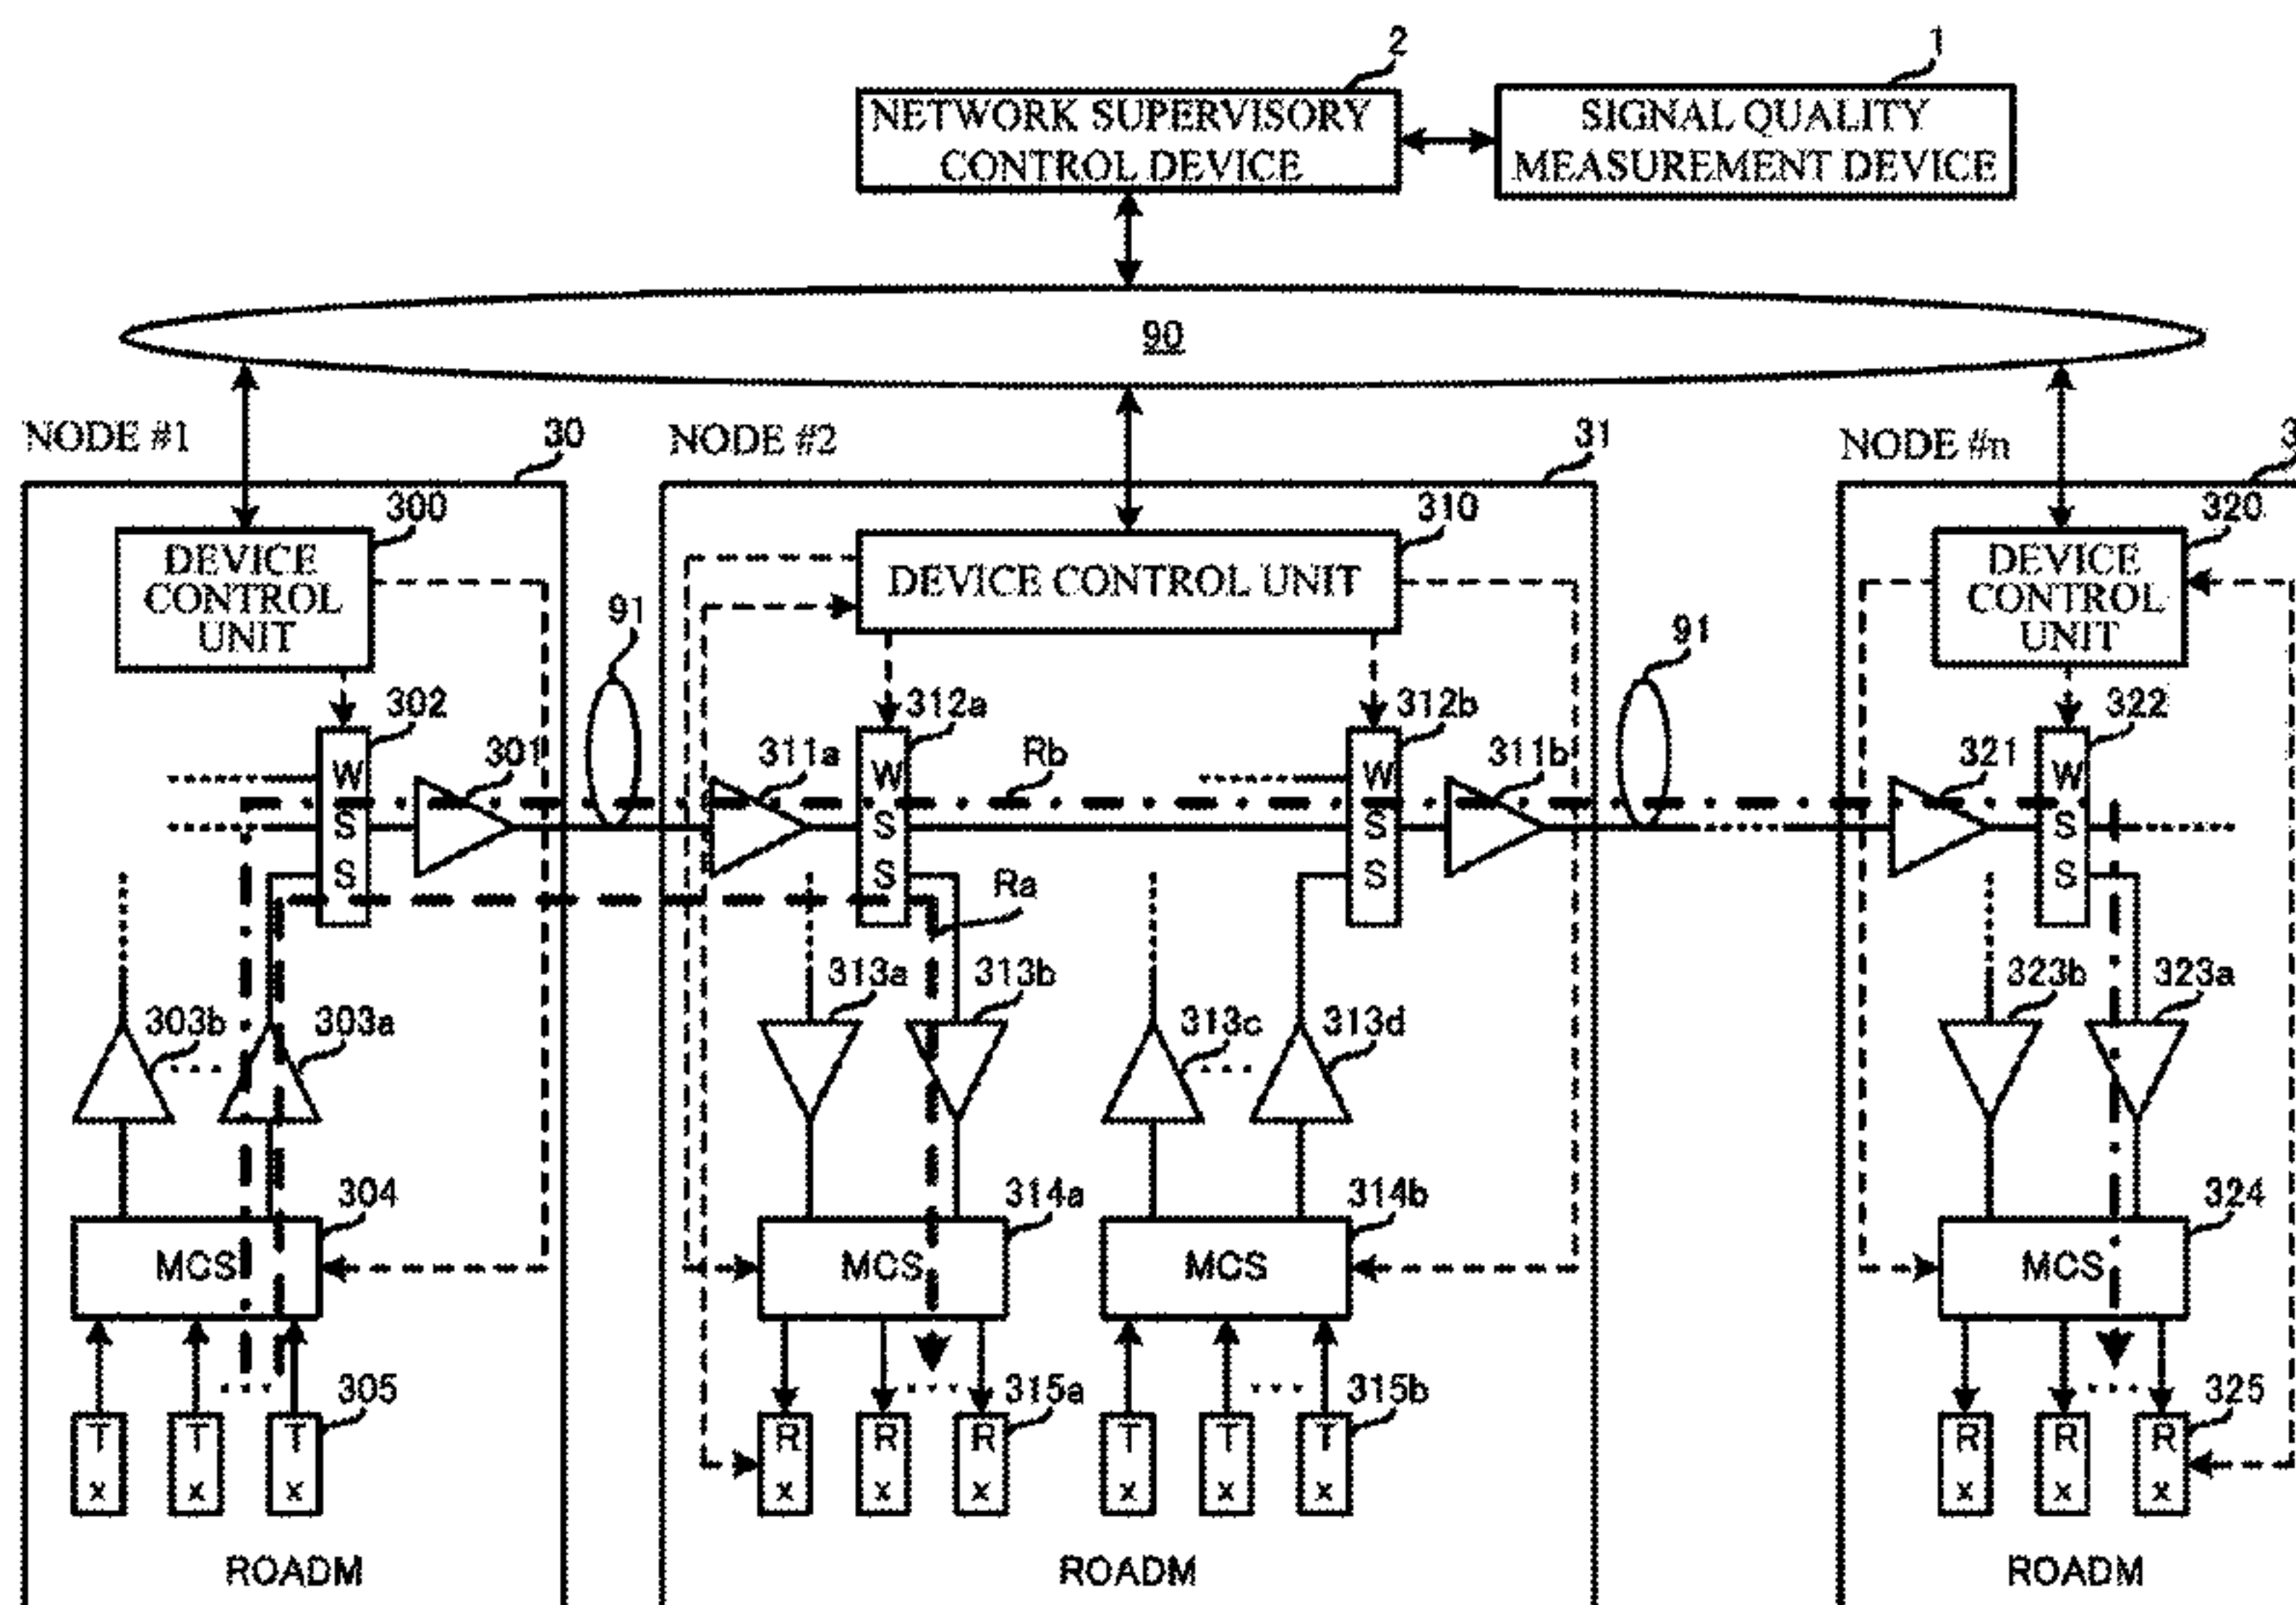 2
1
NETWORK SUPERVISORY
CONTROL DEVICE
SIGNAL QUALITY
MEASUREMENT DEVICE
90
NODE #1
30
NODE #2
31
NODE #n
3
300
310
320
DEVICE
CONTROL
UNIT
DEVICE CONTROL UNIT
DEVICE
CONTROL
UNIT
91
91
302
301
311a
312a
Rb
312b
311b
321
322
W
S
S
W
S
S
W
S
S
W
S
S
Ra
303b
303a
313a
313b
313c
313d
323b
323a
304
314a
314b
324
MCS
MCS
MCS
MCS
305
315a
315b
325
T
x
T
x
T
x
R
x
R
x
R
x
T
x
T
x
T
x
R
x
R
x
R
x
ROADM
ROADM
ROADM